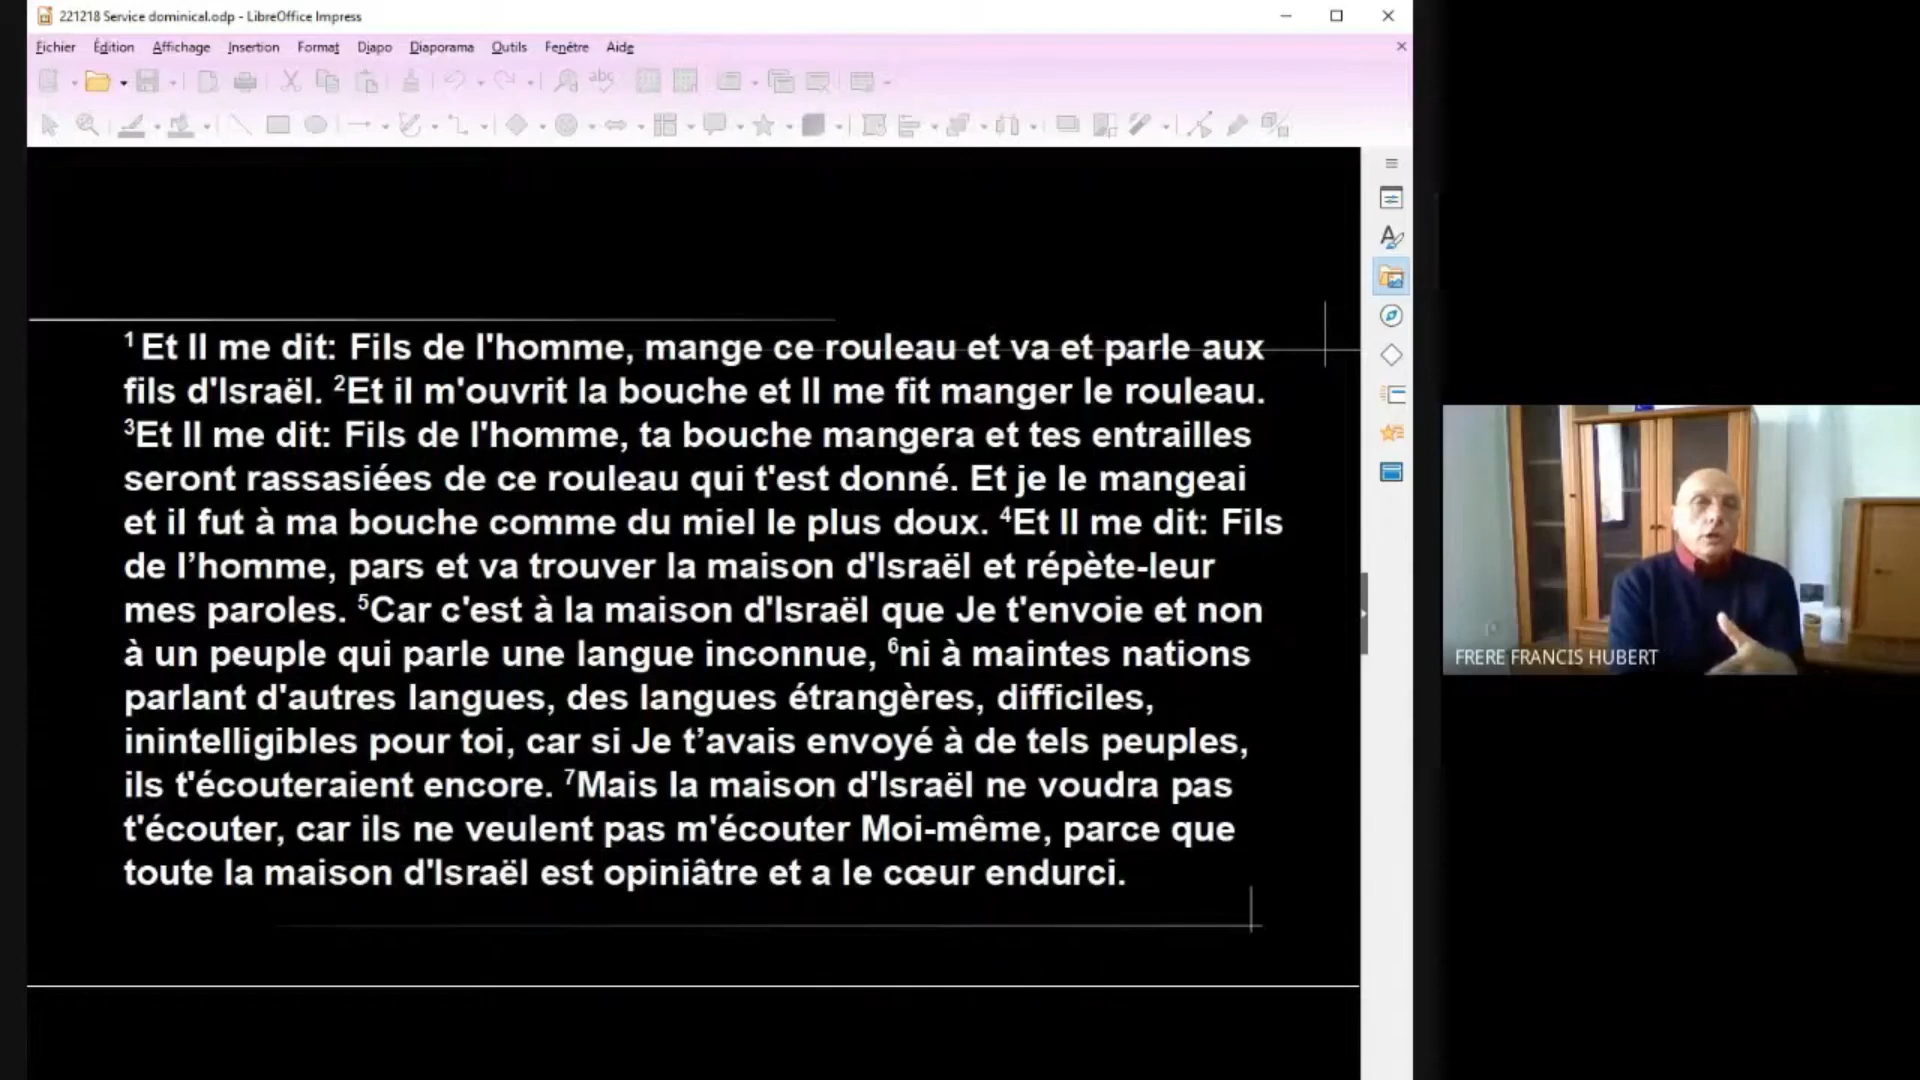 221218 Service dominical.odp - LibreOffice Impress
Fichier Édition Affichage Insertion Format Diapo Diaporama Outils Fenêtre Aide
abc
1 Et Il me dit: Fils de l'homme, mange ce rouleau et va et parle aux
fils d'Israël. 2Et il m'ouvrit la bouche et Il me fit manger le rouleau.
3Et Il me dit: Fils de l'homme, ta bouche mangera et tes entrailles
seront rassasiées de ce rouleau qui t'est donné. Et je le mangeai
et il fut à ma bouche comme du miel le plus doux. 4Et Il me dit: Fils
de l’homme, pars et va trouver la maison d'Israël et répète-leur
mes paroles. 5Car c'est à la maison d'Israël que Je t'envoie et non
à un peuple qui parle une langue inconnue, 6ni à maintes nations
parlant d'autres langues, des langues étrangères, difficiles,
inintelligibles pour toi, car si Je t’avais envoyé à de tels peuples,
ils t'écouteraient encore. 7Mais la maison d'Israël ne voudra pas
t'écouter, car ils ne veulent pas m'écouter Moi-même, parce que
toute la maison d'Israël est opiniâtre et a le cœur endurci.
FRERE FRANCIS HUBERT